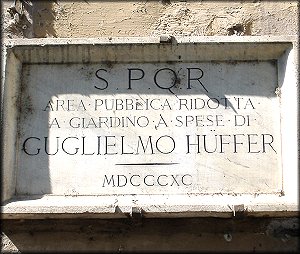 S P Q R
AREA · PUBBLICA RIDOTTA ·
A GIARDINO · A · SPESE · DI ·
GUGLIELMO HÜFFER
MDCCCXC